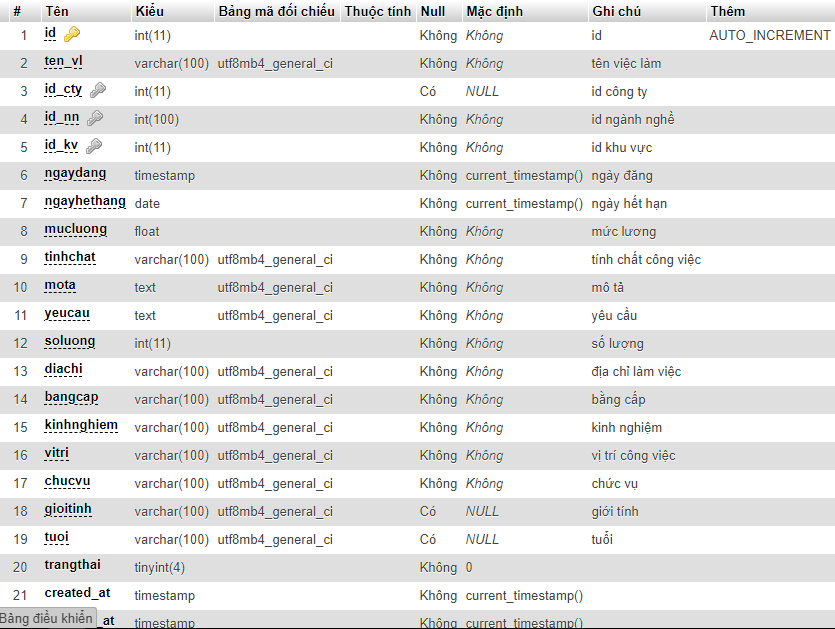 # Tên Kiểu Bảng mã đối chiếu Thuộc tính Null Mặc định Ghi chú Thêm
1 id int(11) Không Không id AUTO_INCREMENT
2 ten_vl varchar(100) utf8mb4_general_ci Không Không tên việc làm
3 id_cty int(11) Có NULL id công ty
4 id_nn int(100) Không Không id ngành nghề
5 id_kv int(11) Không Không id khu vực
6 ngaydang timestamp Không current_timestamp() ngày đăng
7 ngayhethang date Không current_timestamp() ngày hết hạn
8 mucluong float Không Không mức lương
9 tinhchat varchar(100) utf8mb4_general_ci Không Không tính chất công việc
10 mota text utf8mb4_general_ci Không Không mô tả
11 yeucau text utf8mb4_general_ci Không Không yêu cầu
12 soluong int(11) Không Không số lượng
13 diachi varchar(100) utf8mb4_general_ci Không Không địa chỉ làm việc
14 bangcap varchar(100) utf8mb4_general_ci Không Không bằng cấp
15 kinhnghiem varchar(100) utf8mb4_general_ci Không Không kinh nghiệm
16 vitri varchar(100) utf8mb4_general_ci Không Không vị trí công việc
17 chucvu varchar(100) utf8mb4_general_ci Không Không chức vụ
18 gioitinh varchar(100) utf8mb4_general_ci Có NULL giới tính
19 tuoi varchar(100) utf8mb4_general_ci Có NULL tuổi
20 trangthai tinyint(4) Không 0
21 created_at timestamp Không current_timestamp()
Bảng điều khiển _at timestamp Không current_timestamp()